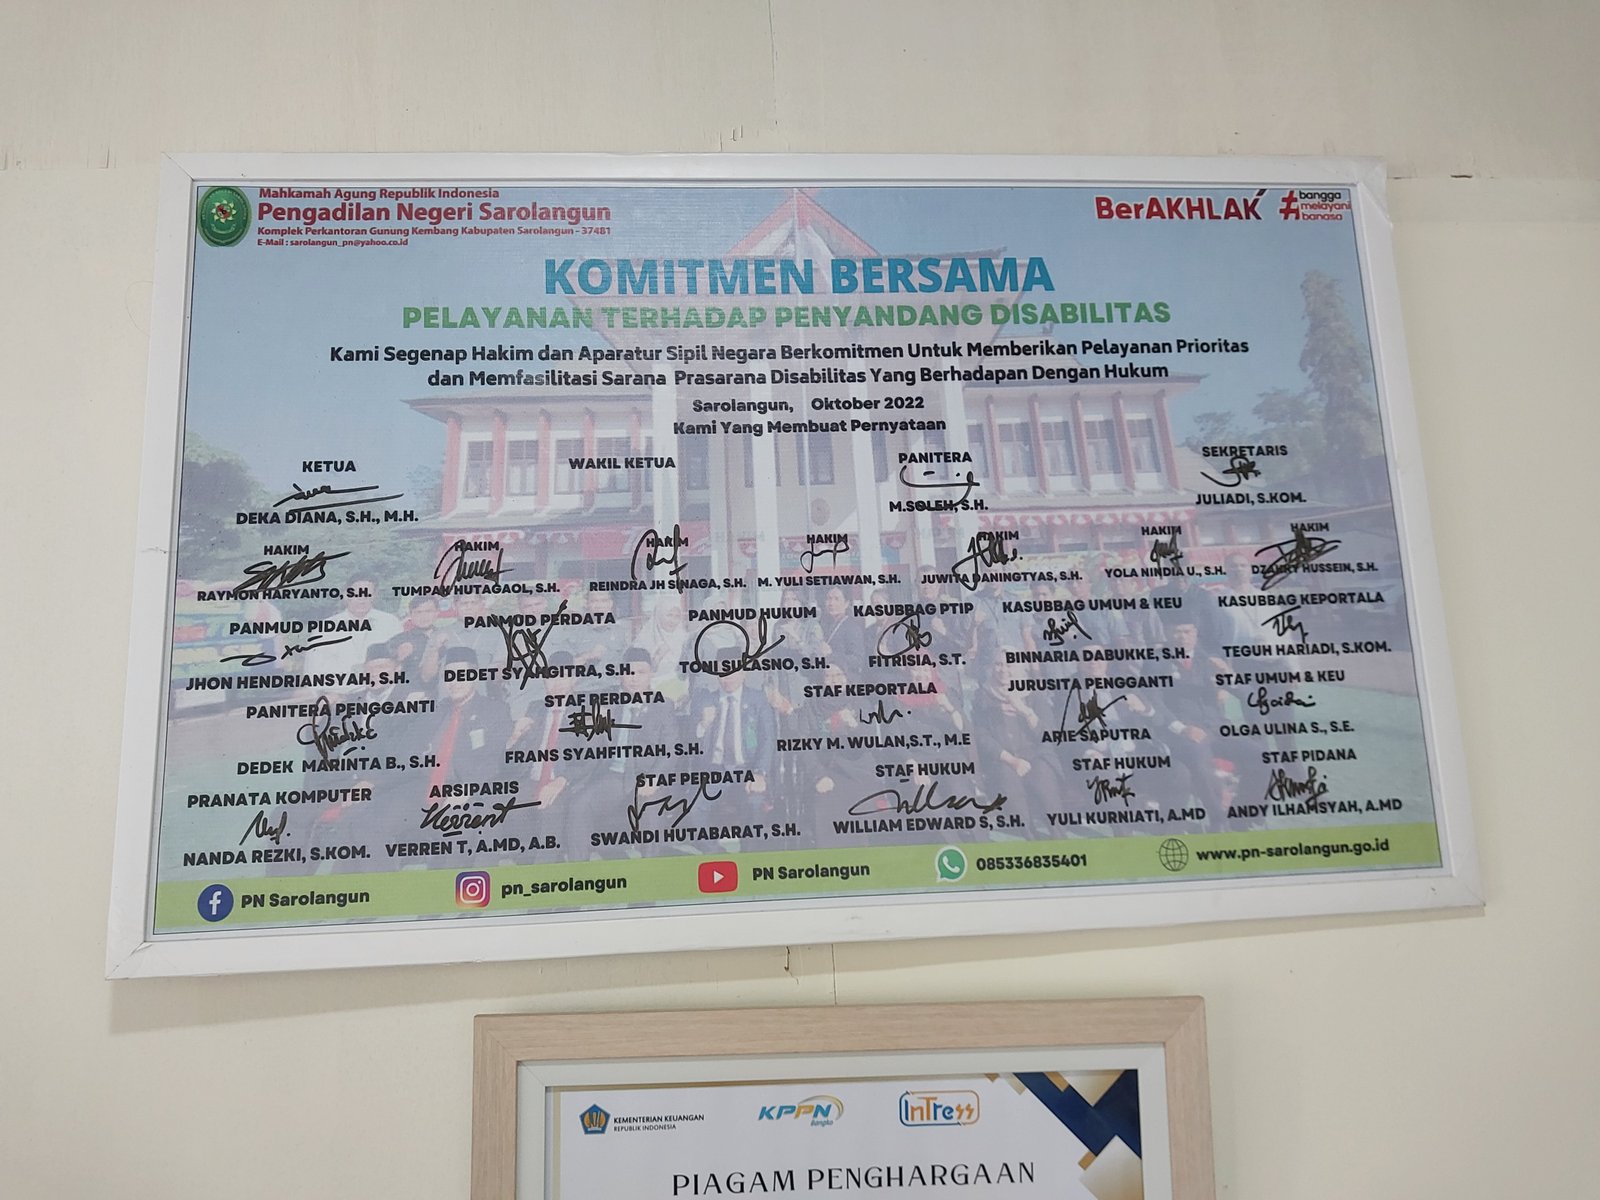 Mahkamah Agung Republik Indonesia
Pengadilan Negeri Sarolangun
Komplek Perkantoran Gunung Kembang Kabupaten Sarolangun - 37481
E-Mail : sarolangun_pn@yahoo.co.id
BerAKHLAK
#bangga melayani bangsa
KOMITMEN BERSAMA
PELAYANAN TERHADAP PENYANDANG DISABILITAS
Kami Segenap Hakim dan Aparatur Sipil Negara Berkomitmen Untuk Memberikan Pelayanan Prioritas
dan Memfasilitasi Sarana Prasarana Disabilitas Yang Berhadapan Dengan Hukum
Sarolangun, Oktober 2022
Kami Yang Membuat Pernyataan
KETUA WAKIL KETUA PANITERA SEKRETARIS
DEKA DIANA, S.H., M.H. M.SOLEH, S.H. JULIADI, S.KOM.
HAKIM HAKIM HAKIM HAKIM HAKIM HAKIM HAKIM
RAYMON HARYANTO, S.H. TUMPAK HUTAGAOL, S.H. REINDRA JH SINAGA, S.H. M. YULI SETIAWAN, S.H. JUWITA DANINGTYAS, S.H. YOLA NINDIA U., S.H. HUSSEIN, S.H.
PANMUD PIDANA PANMUD PERDATA PANMUD HUKUM KASUBBAG PTIP KASUBBAG UMUM & KEU KASUBBAG KEPORTALA
JHON HENDRIANSYAH, S.H. DEDET SYAHGITRA, S.H. TONI SULASNO, S.H. FITRISIA, S.T. BINNARIA DABUKKE, S.H. TEGUH HARIADI, S.KOM.
PANITERA PENGGANTI STAF PERDATA STAF KEPORTALA JURUSITA PENGGANTI STAF UMUM & KEU
DEDEK MARINTA B., S.H. FRANS SYAHFITRAH, S.H. RIZKY M. WULAN,S.T., M.E ARIE SAPUTRA OLGA ULINA S., S.E.
PRANATA KOMPUTER ARSIPARIS STAF PERDATA STAF HUKUM STAF HUKUM STAF PIDANA
NANDA REZKI, S.KOM. VERREN T, A.MD, A.B. SWANDI HUTABARAT, S.H. WILLIAM EDWARD S, S.H. YULI KURNIATI, A.MD ANDY ILHAMSYAH, A.MD
PN Sarolangun pn_sarolangun PN Sarolangun 085336835401 www.pn-sarolangun.go.id
KEMENTERIAN KEUANGAN
REPUBLIK INDONESIA
KPPN
Bangko
InTress
PIAGAM PENGHARGAAN